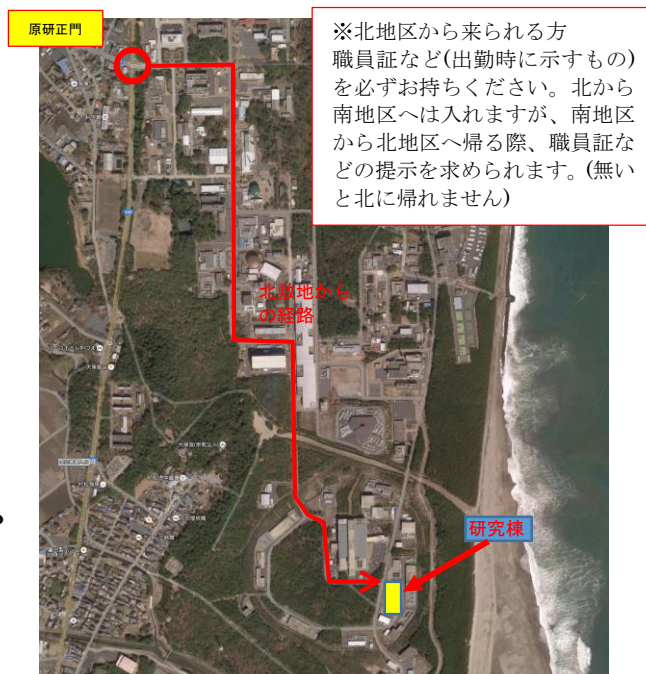 原研正門
※北地区から来られる方
職員証など(出勤時に示すもの)
を必ずお持ちください。北から
南地区へは入れますが、南地区
から北地区へ帰る際、職員証な
どの提示を求められます。(無い
と北に帰れません)
北敷地から
の経路
研究棟